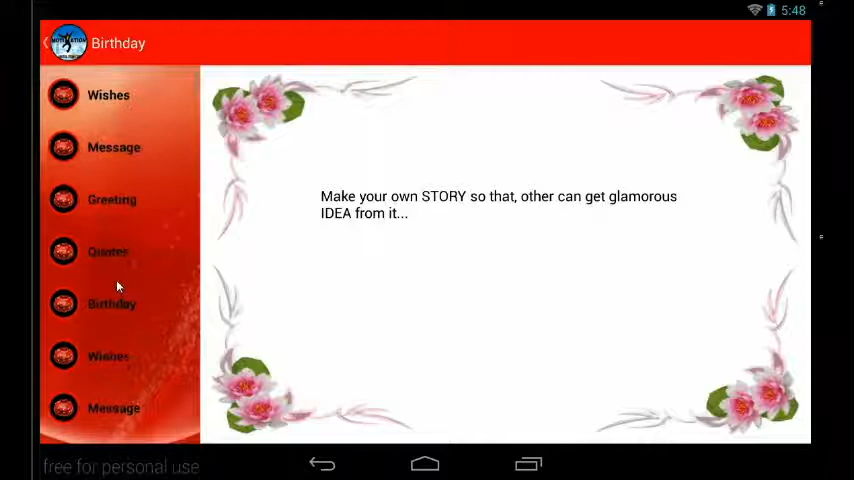 5:48
MOTIVATION
Birthday
Wishes
Message
Greeting
Quotes
Birthday
Wishes
Message
Make your own STORY so that, other can get glamorous
IDEA from it...
free for personal use